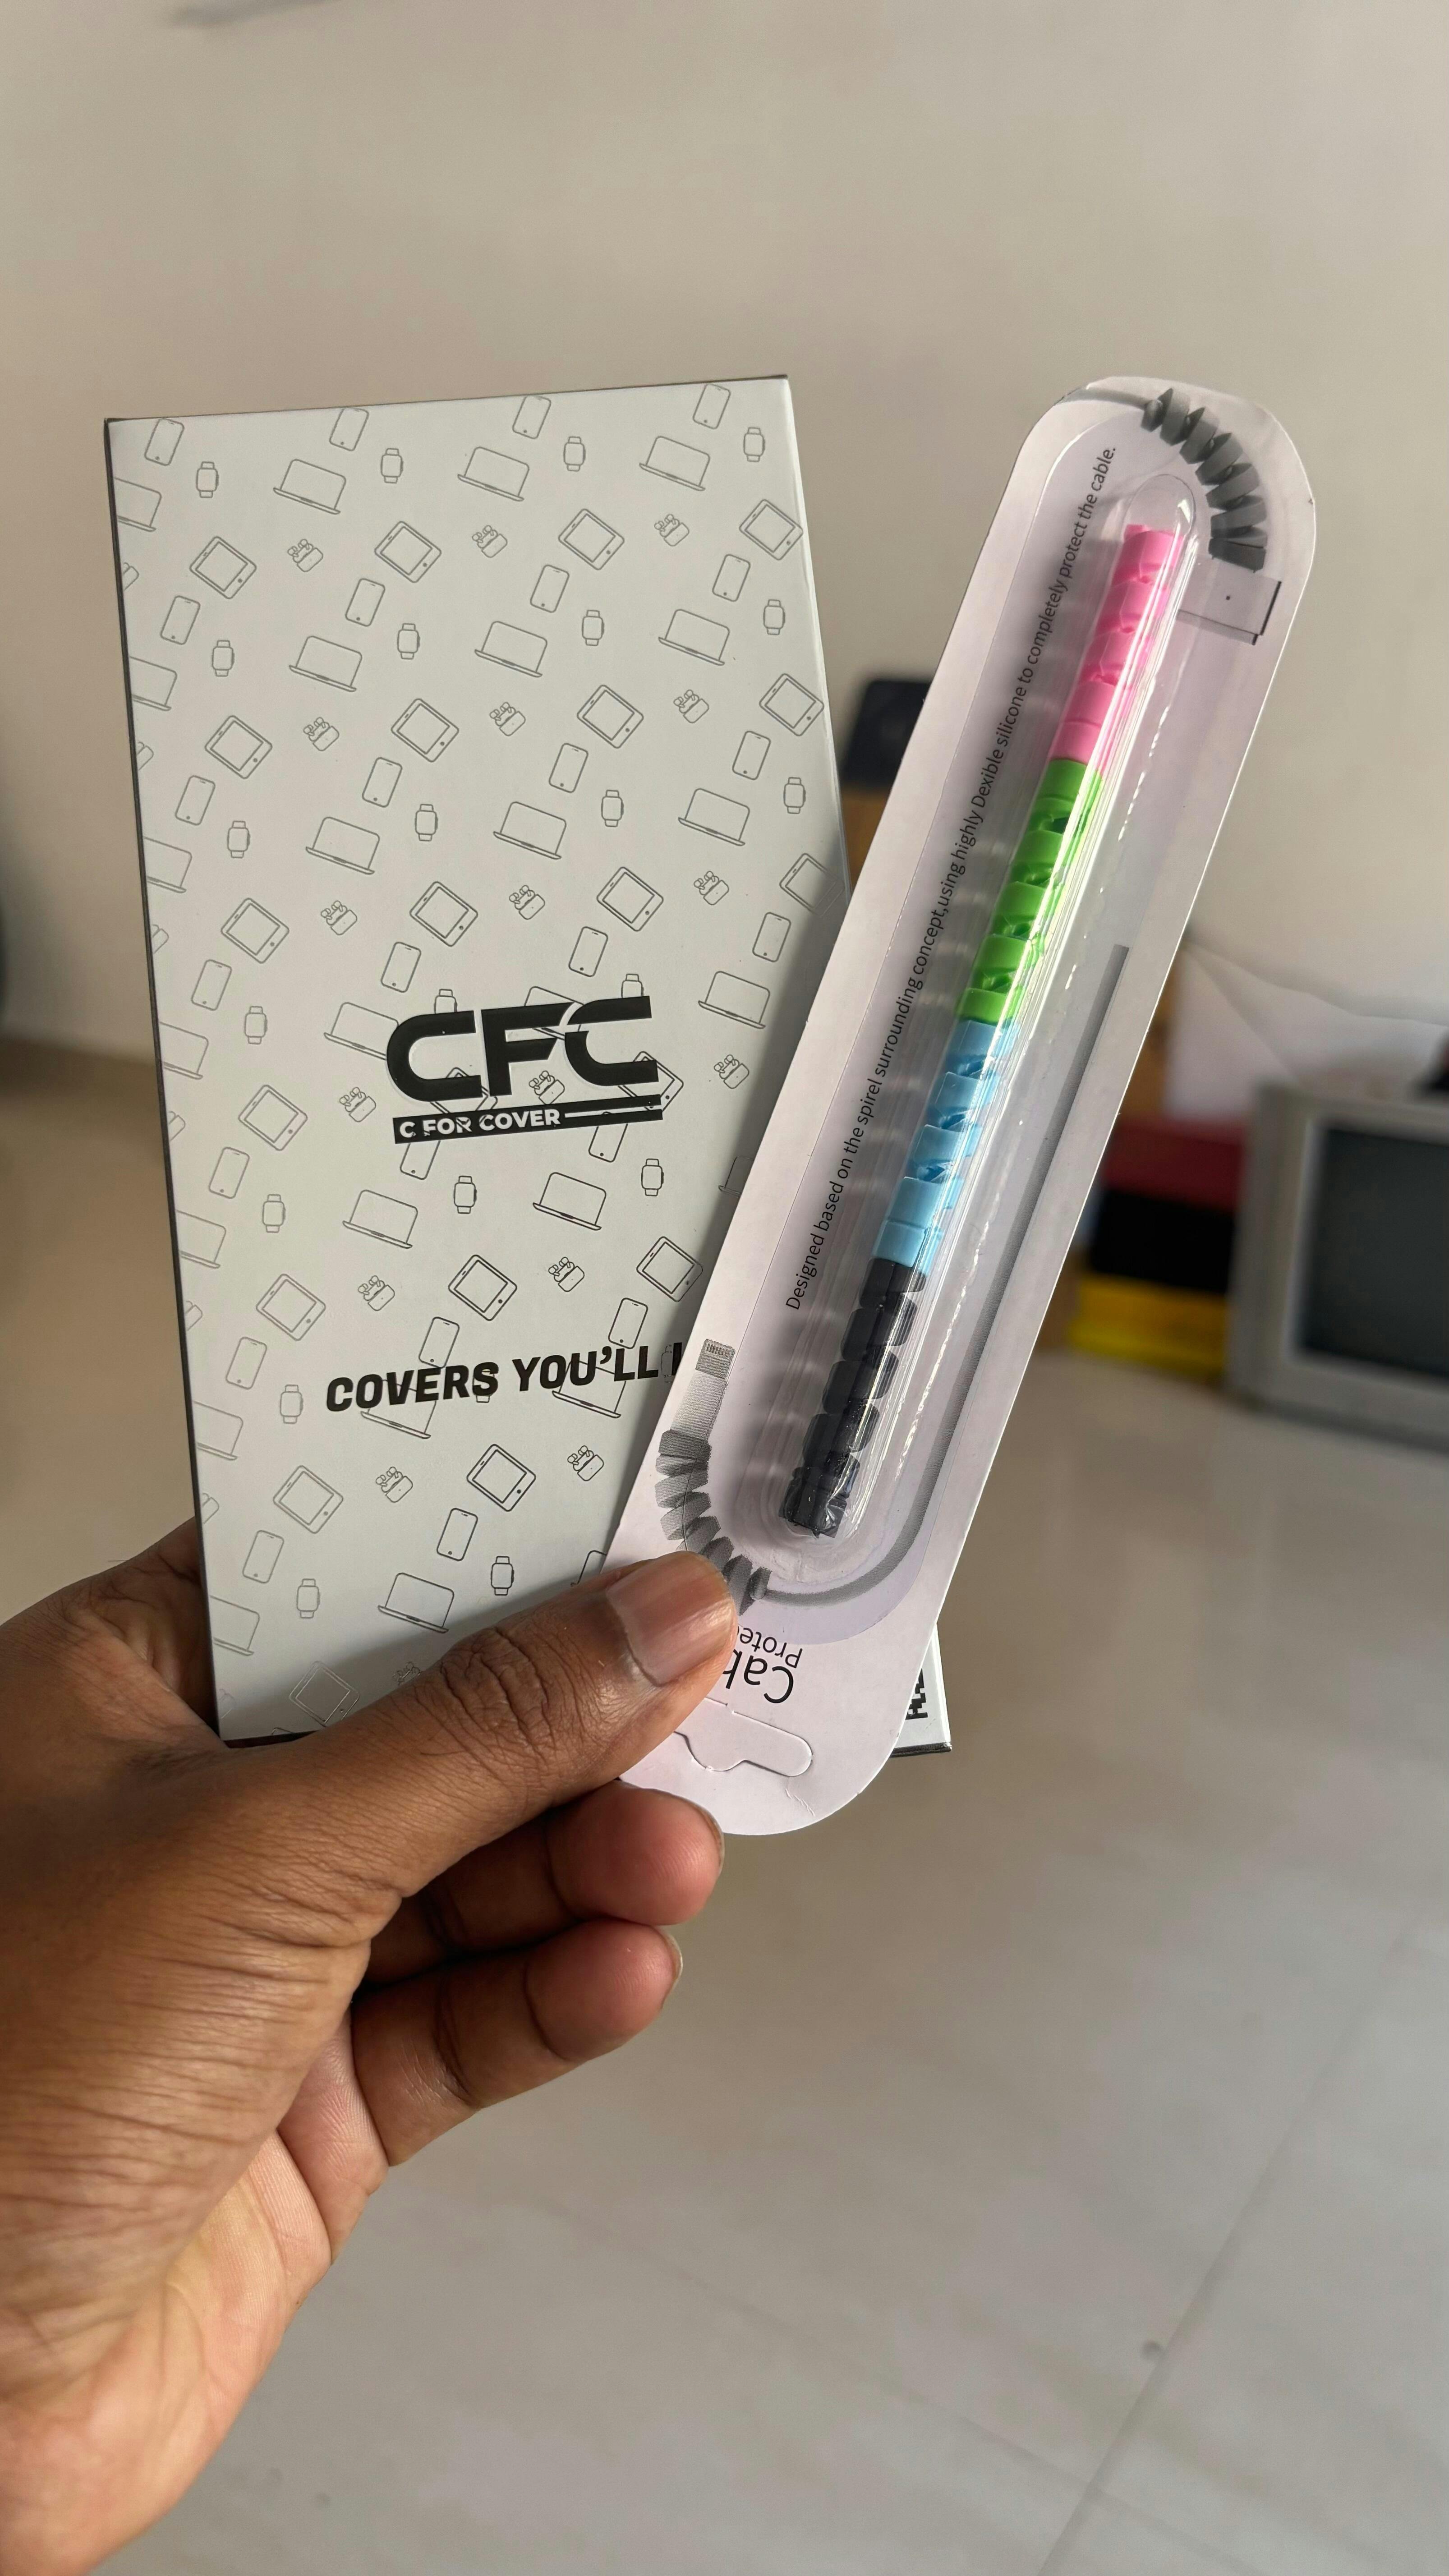 CFC
C FOR COVER
COVERS YOU'LL
Designed based on the spirel surrounding concept,using highly Dexible silicone to completely protect the cable.